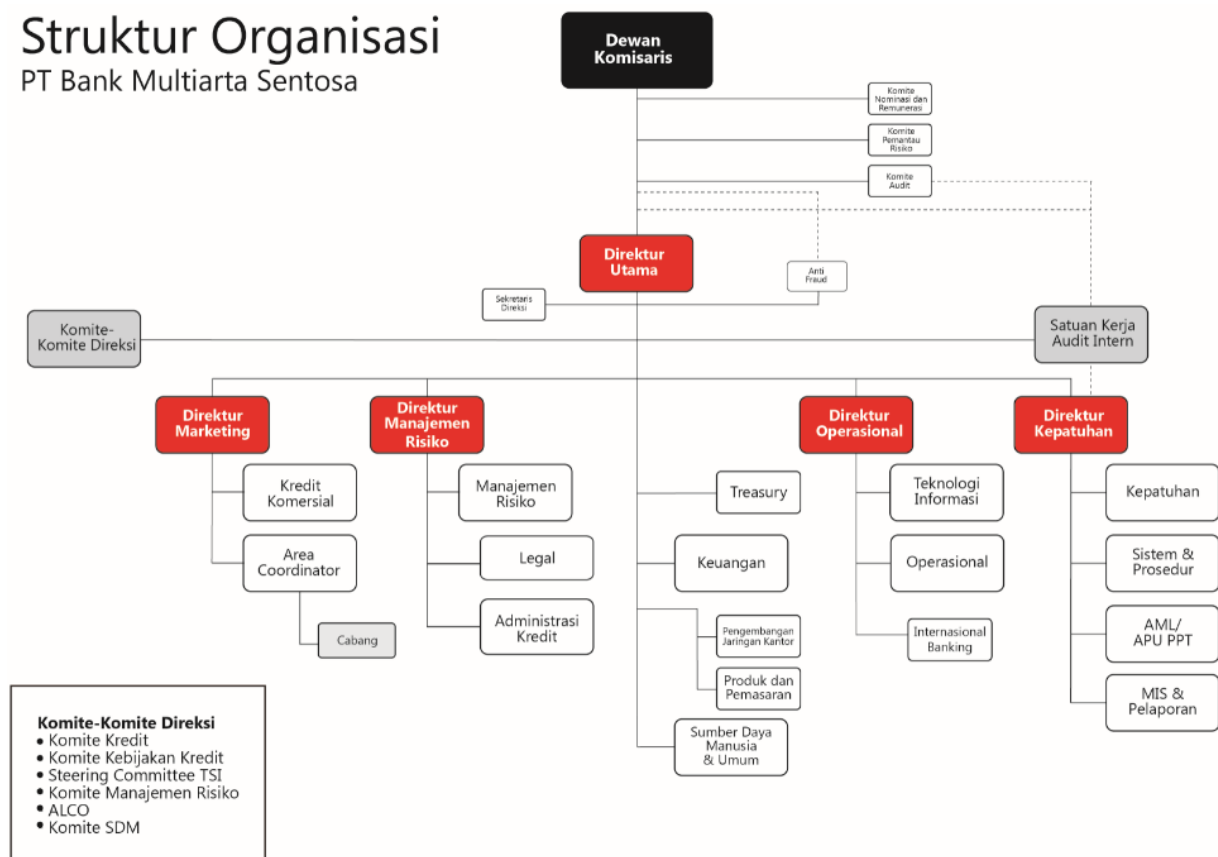 Struktur Organisasi
PT Bank Multiarta Sentosa
Dewan
Komisaris
Komite
Nominasi dan
Remunerasi
Komite
Pemantau
Risiko
Komite
Audit
Direktur
Utama
Anti
Fraud
Sekretaris
Direksi
Komite-
Komite Direksi
Satuan Kerja
Audit Intern
Direktur
Marketing
Direktur
Manajemen
Risiko
Direktur
Operasional
Direktur
Kepatuhan
Kredit
Komersial
Area
Coordinator
Cabang
Manajemen
Risiko
Legal
Administrasi
Kredit
Treasury
Keuangan
Pengembangan
Jaringan Kantor
Produk dan
Pemasaran
Sumber Daya
Manusia
& Umum
Teknologi
Informasi
Operasional
Internasional
Banking
Kepatuhan
Sistem &
Prosedur
AML/
APU PPT
MIS &
Pelaporan
Komite-Komite Direksi
• Komite Kredit
• Komite Kebijakan Kredit
• Steering Committee TSI
• Komite Manajemen Risiko
• ALCO
• Komite SDM